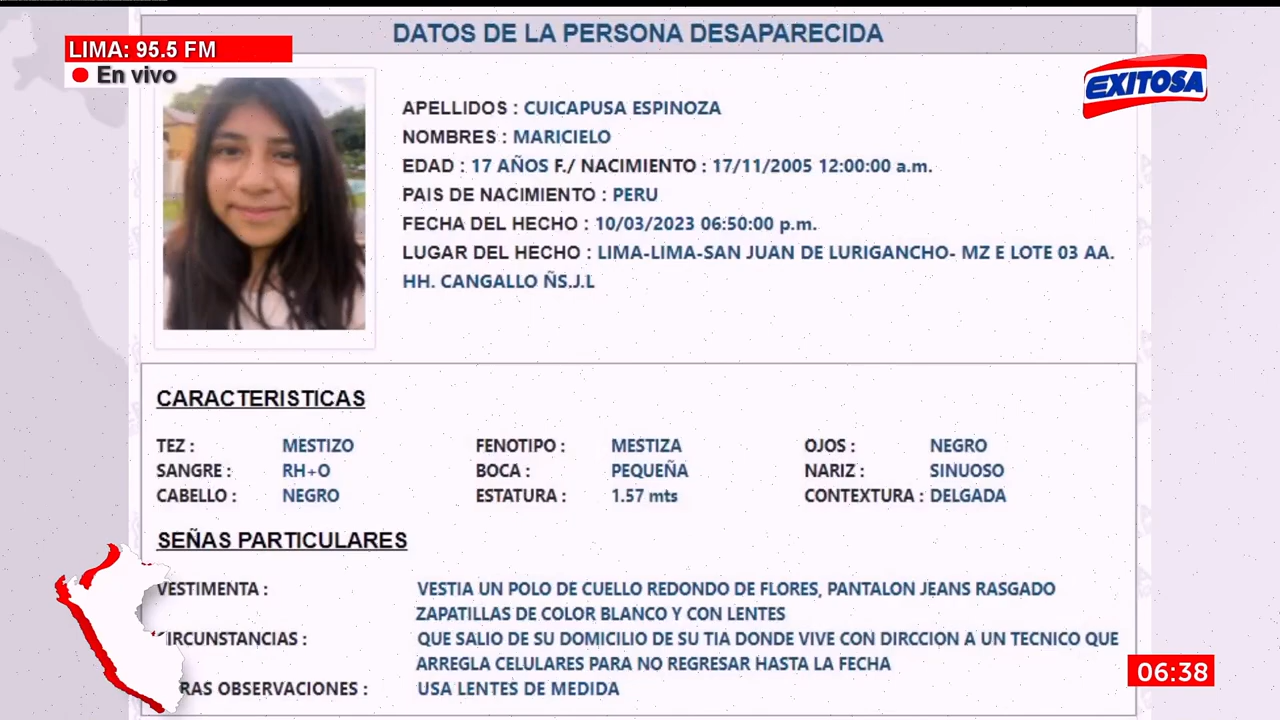 DATOS DE LA PERSONA DESAPARECIDA
LIMA: 95.5 FM
En vivo
EXITOSA
APELLIDOS : CUICAPUSA ESPINOZA
NOMBRES : MARICIELO
EDAD : 17 AÑOS F./ NACIMIENTO : 17/11/2005 12:00:00 a.m.
PAIS DE NACIMIENTO : PERU
FECHA DEL HECHO : 10/03/2023 06:50:00 p.m.
LUGAR DEL HECHO : LIMA-LIMA-SAN JUAN DE LURIGANCHO- MZ E LOTE 03 AA.
HH. CANGALLO ÑS.J.L
CARACTERISTICAS
TEZ : MESTIZO FENOTIPO : MESTIZA OJOS : NEGRO
SANGRE : RH+O BOCA : PEQUEÑA NARIZ : SINUOSO
CABELLO : NEGRO ESTATURA : 1.57 mts CONTEXTURA : DELGADA
SEÑAS PARTICULARES
VESTIMENTA : VESTIA UN POLO DE CUELLO REDONDO DE FLORES, PANTALON JEANS RASGADO
ZAPATILLAS DE COLOR BLANCO Y CON LENTES
CIRCUNSTANCIAS : QUE SALIO DE SU DOMICILIO DE SU TIA DONDE VIVE CON DIRCCION A UN TECNICO QUE
ARREGLA CELULARES PARA NO REGRESAR HASTA LA FECHA
RAS OBSERVACIONES : USA LENTES DE MEDIDA
06:38